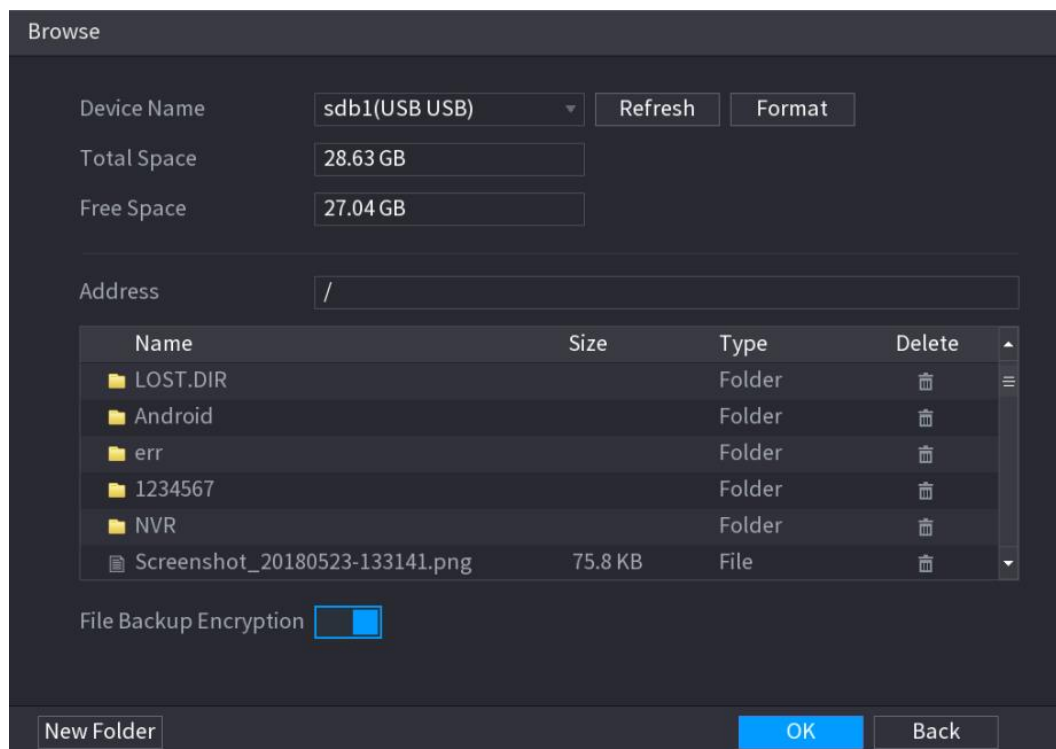 Browse
Device Name sdb1(USB USB) Refresh Format
Total Space 28.63 GB
Free Space 27.04 GB
Address /
Name Size Type Delete
LOST.DIR Folder
Android Folder
err Folder
1234567 Folder
NVR Folder
Screenshot_20180523-133141.png 75.8 KB File
File Backup Encryption
New Folder OK Back